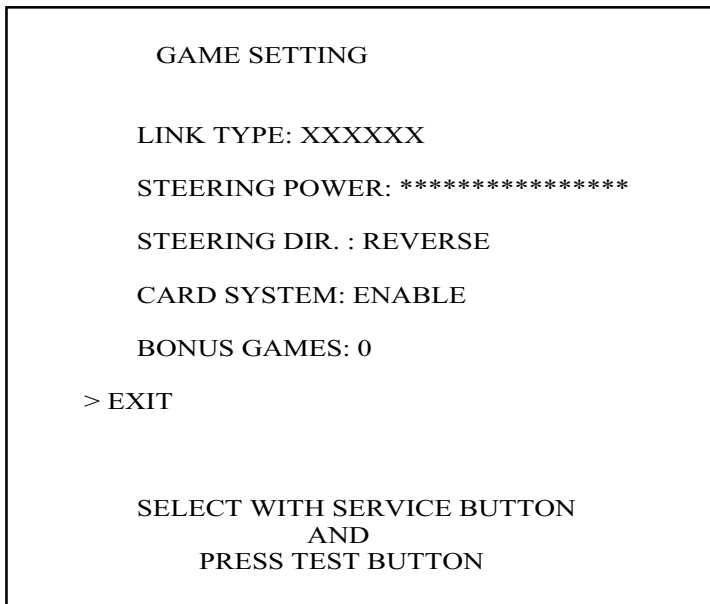 GAME SETTING
LINK TYPE: XXXXXX
STEERING POWER: ****************
STEERING DIR. : REVERSE
CARD SYSTEM: ENABLE
BONUS GAMES: 0
> EXIT
SELECT WITH SERVICE BUTTON
AND
PRESS TEST BUTTON